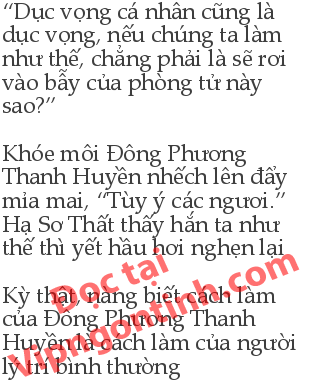 “Dục vọng cá nhân cũng là
dục vọng, nếu chúng ta làm
như thế, chẳng phải là sẽ rơi
vào bẫy của phòng tử này
sao?”
Khóe môi Đông Phương
Thanh Huyền nhếch lên đẩy
mỉa mai, “Tùy ý các ngươi.”
Hạ Sơ Thất thấy hắn ta như
thế thì yết hầu hơi nghẹn lại
Kỳ thật, nàng biết cách làm
của Đông Phương Thanh
Huyền là cách làm của người
lý trí bình thường
Đọc tại
Vipngontinh.com